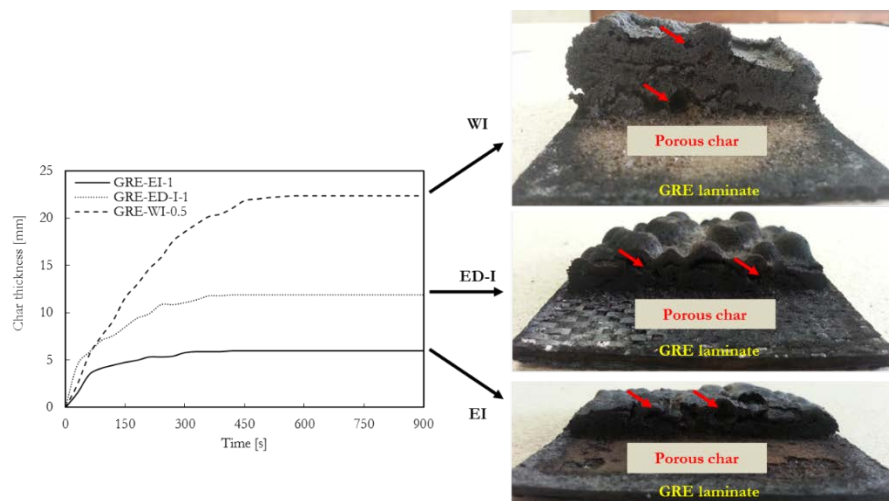 25
20
15
10
5
0
Char thickness [mm]
GRE-EI-1
GRE-ED-I-1
GRE-WI-0.5
0
150
300
450
600
750
900
Time [s]
WI
ED-I
EI
Porous char
GRE laminate
Porous char
GRE laminate
Porous char
GRE laminate